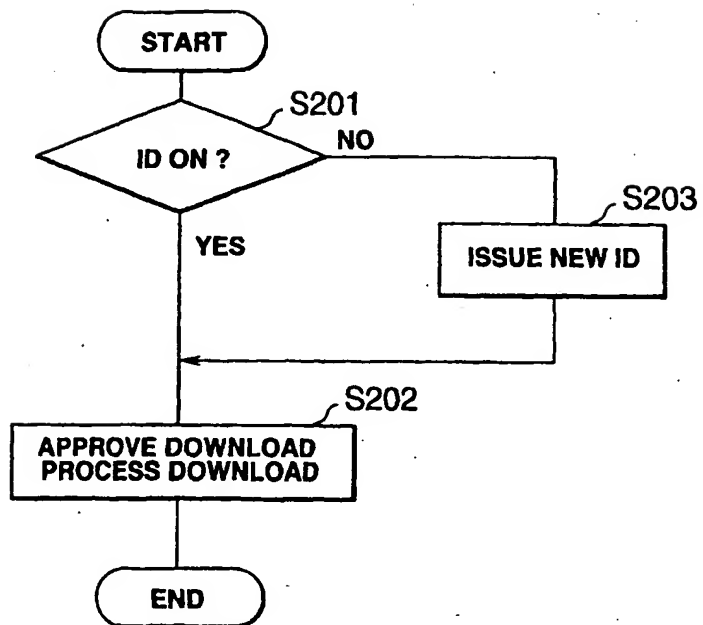 START
S201
ID ON ?
NO
S203
YES
ISSUE NEW ID
S202
APPROVE DOWNLOAD
PROCESS DOWNLOAD
END